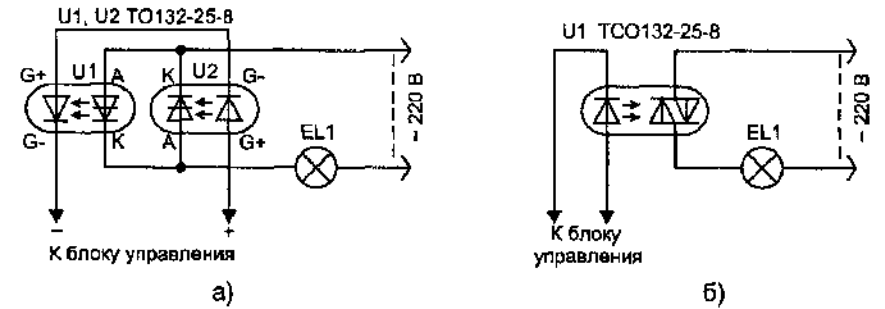 U1, U2 ТО132-25-8
G+ U1 A K U2 G-
G- K A G+
EL1
~ 220 В
− +
К блоку управления
а)
U1 ТСО132-25-8
EL1
~ 220 В
К блоку
управления
б)